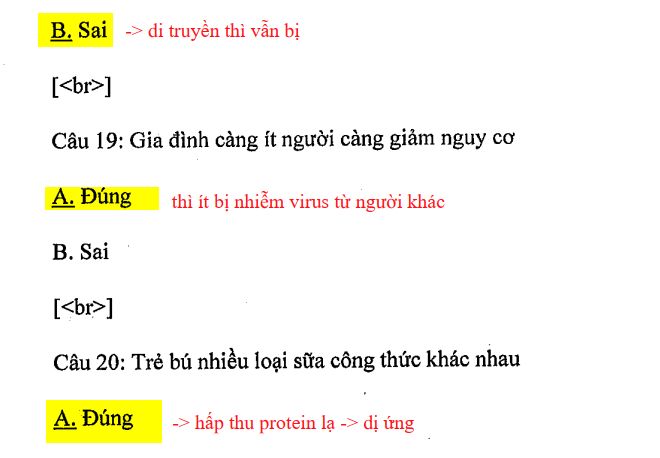 B. Sai -> di truyền thì vẫn bị
[<br>]
Câu 19: Gia đình càng ít người càng giảm nguy cơ
A. Đúng thì ít bị nhiễm virus từ người khác
B. Sai
[<br>]
Câu 20: Trẻ bú nhiều loại sữa công thức khác nhau
A. Đúng -> hấp thu protein lạ -> dị ứng